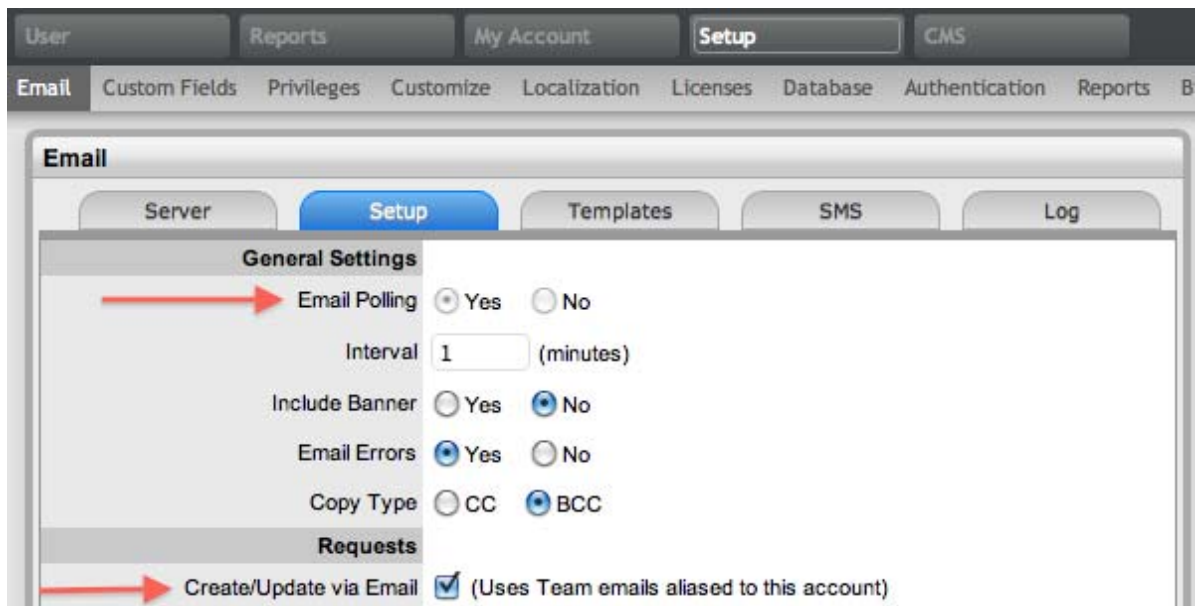 User Reports My Account Setup CMS
Email Custom Fields Privileges Customize Localization Licenses Database Authentication Reports B
Email
Server Setup Templates SMS Log
General Settings
Email Polling Yes No
Interval 1 (minutes)
Include Banner Yes No
Email Errors Yes No
Copy Type CC BCC
Requests
Create/Update via Email (Uses Team emails aliased to this account)